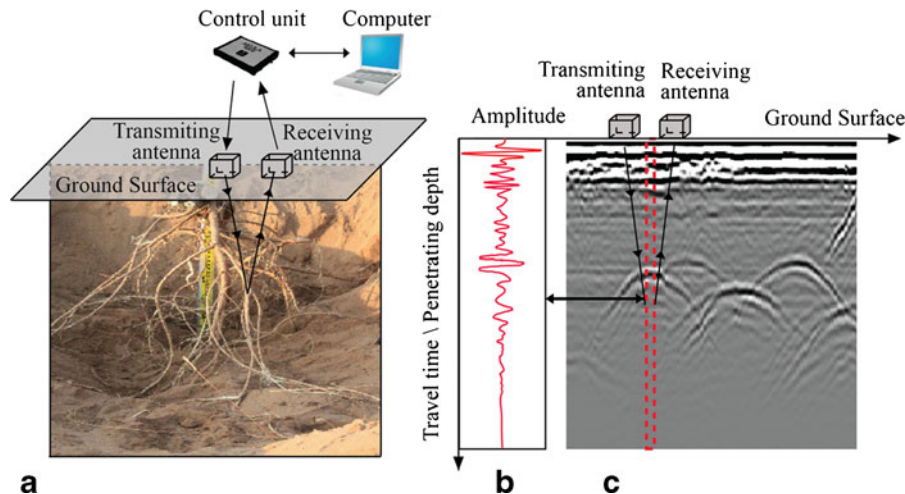 Control unit
Computer
Transmiting
antenna
Receiving
antenna
Ground Surface
a
Amplitude
Travel time \ Penetrating depth
b
Transmiting
antenna
Receiving
antenna
Ground Surface
c